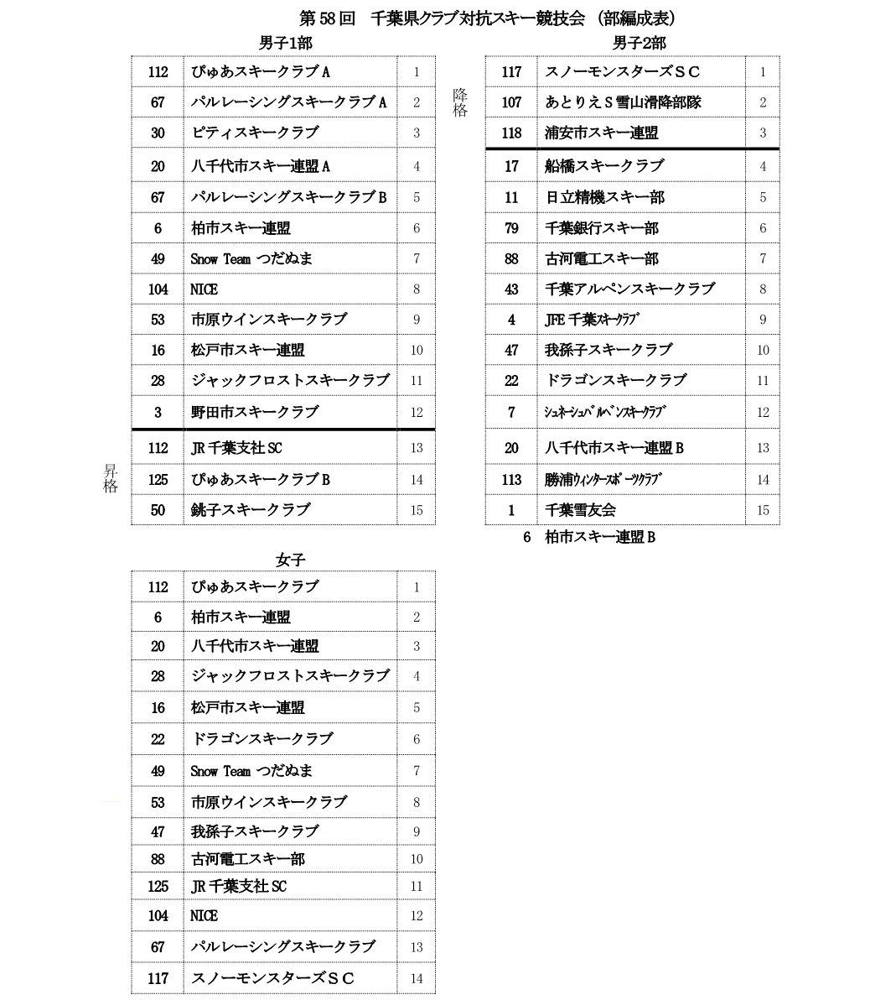 第 58 回　千葉県クラブ対抗スキー競技会　（部編成表）
男子1部
112 ぴゅあスキークラブ A 1
67 パルレーシングスキークラブ A 2
30 ピティスキークラブ 3
20 八千代市スキー連盟 A 4
67 パルレーシングスキークラブ B 5
6 柏市スキー連盟 6
49 Snow Team つだぬま 7
104 NICE 8
53 市原ウインスキークラブ 9
16 松戸市スキー連盟 10
28 ジャックフロストスキークラブ 11
3 野田市スキークラブ 12
昇格
112 JR 千葉支社 SC 13
125 ぴゅあスキークラブ B 14
50 銚子スキークラブ 15
男子2部
降格
117 スノーモンスターズＳＣ 1
107 あとりえ S 雪山滑降部隊 2
118 浦安市スキー連盟 3
17 船橋スキークラブ 4
11 日立精機スキー部 5
79 千葉銀行スキー部 6
88 古河電工スキー部 7
43 千葉アルペンスキークラブ 8
4 JFE 千葉ｽｷｰｸﾗﾌﾞ 9
47 我孫子スキークラブ 10
22 ドラゴンスキークラブ 11
7 ｼｭﾈｰｼｭﾊﾞﾙﾍﾞﾝｽｷｰｸﾗﾌﾞ 12
20 八千代市スキー連盟 B 13
113 勝浦ｳｨﾝﾀｰｽﾎﾟｰﾂｸﾗﾌﾞ 14
1 千葉雪友会 15
6 柏市スキー連盟 B
女子
112 ぴゅあスキークラブ 1
6 柏市スキー連盟 2
20 八千代市スキー連盟 3
28 ジャックフロストスキークラブ 4
16 松戸市スキー連盟 5
22 ドラゴンスキークラブ 6
49 Snow Team つだぬま 7
53 市原ウインスキークラブ 8
47 我孫子スキークラブ 9
88 古河電工スキー部 10
125 JR 千葉支社 SC 11
104 NICE 12
67 パルレーシングスキークラブ 13
117 スノーモンスターズＳＣ 14